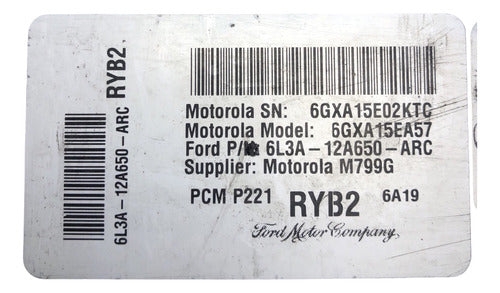 6L3A-12A650-ARC RYB2
Motorola SN: 6GXA15E02KTC
Motorola Model: 6GXA15EA57
Ford P/N: 6L3A-12A650-ARC
Supplier: Motorola M799G
PCM P221 RYB2 6A19
Ford Motor Company,